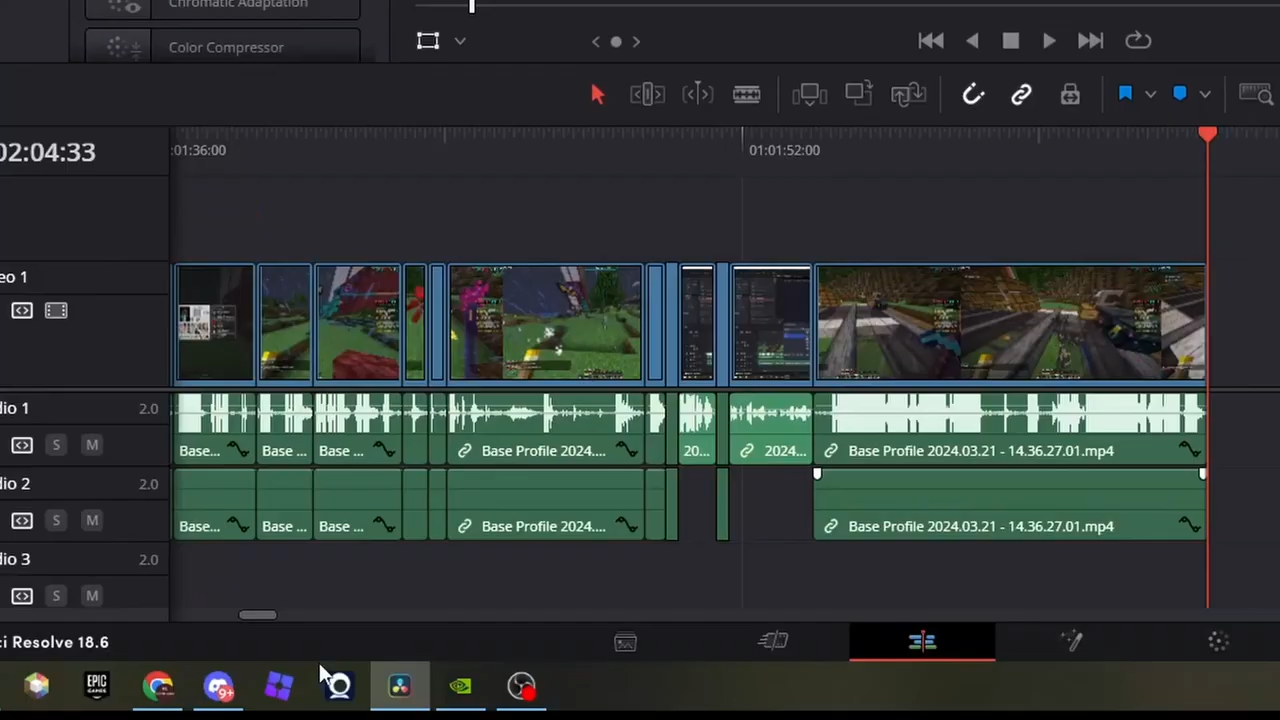 Chromatic Adaptation
Color Compressor
02:04:33
:01:36:00
01:01:52:00
eo 1
dio 1
2.0
S
M
Base...
Base ...
Base ...
Base Profile 2024....
20...
2024...
Base Profile 2024.03.21 - 14.36.27.01.mp4
dio 2
2.0
S
M
Base...
Base ...
Base ...
Base Profile 2024....
Base Profile 2024.03.21 - 14.36.27.01.mp4
dio 3
2.0
S
M
ci Resolve 18.6
EPIC
GAMES
9+